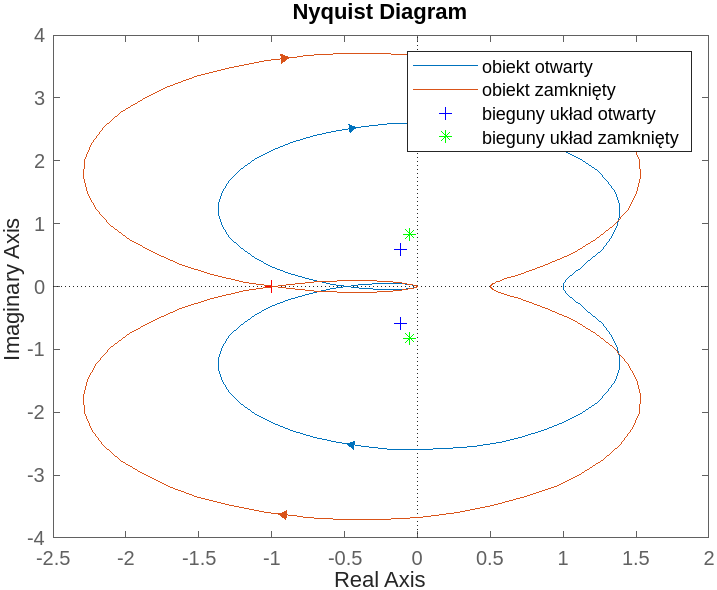 Nyquist Diagram
4
3
2
1
0
-1
-2
-3
-4
Imaginary Axis
obiekt otwarty
obiekt zamknięty
bieguny układ otwarty
bieguny układ zamknięty
-2.5 -2 -1.5 -1 -0.5 0 0.5 1 1.5 2
Real Axis